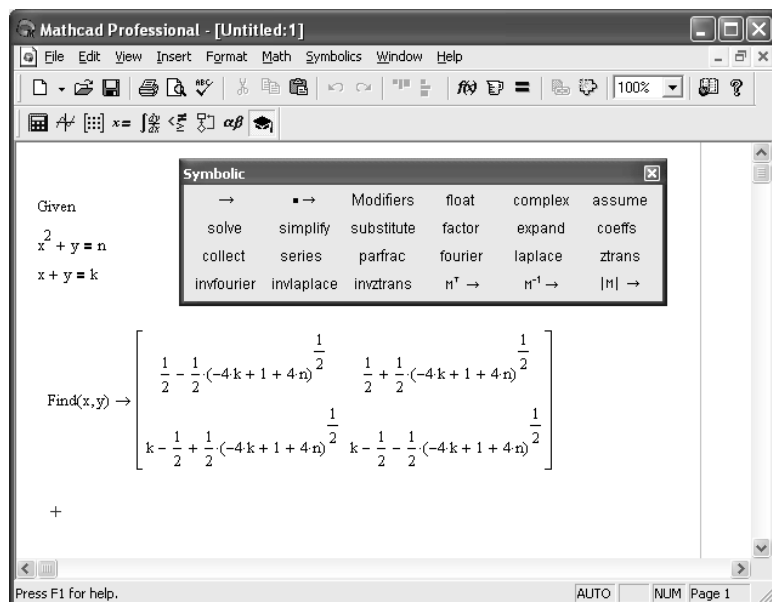 Mathcad Professional - [Untitled:1]
File Edit View Insert Format Math Symbolics Window Help
ABC f(x) = 100% ?
x= αβ
Symbolic
→ ▪ → Modifiers float complex assume
solve simplify substitute factor expand coeffs
collect series parfrac fourier laplace ztrans
invfourier invlaplace invztrans Mᵀ → M⁻¹ → |M| →
Given
x² + y = n
x + y = k
Find(x,y) → [ 1/2 - 1/2·(-4·k + 1 + 4·n)^(1/2) 1/2 + 1/2·(-4·k + 1 + 4·n)^(1/2)
k - 1/2 + 1/2·(-4·k + 1 + 4·n)^(1/2) k - 1/2 - 1/2·(-4·k + 1 + 4·n)^(1/2) ]
+
Press F1 for help. AUTO NUM Page 1